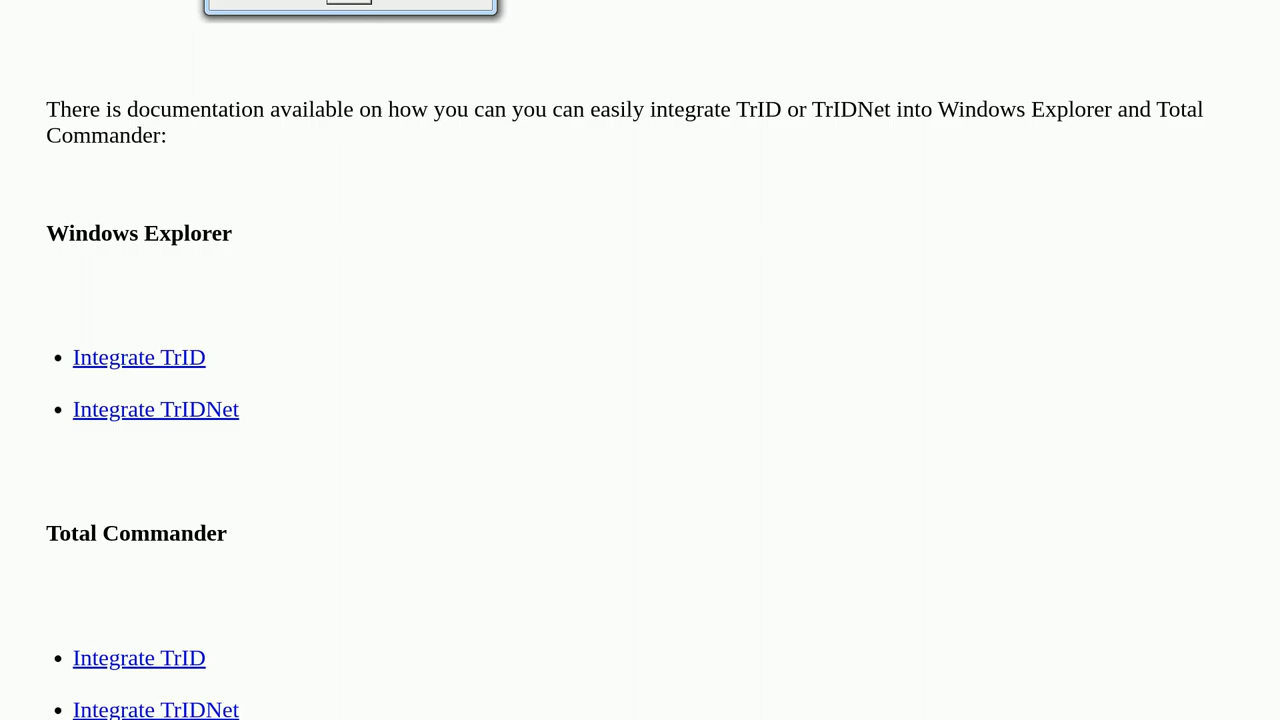 There is documentation available on how you can you can easily integrate TrID or TrIDNet into Windows Explorer and Total
Commander:
Windows Explorer
• Integrate TrID
• Integrate TrIDNet
Total Commander
• Integrate TrID
• Integrate TrIDNet